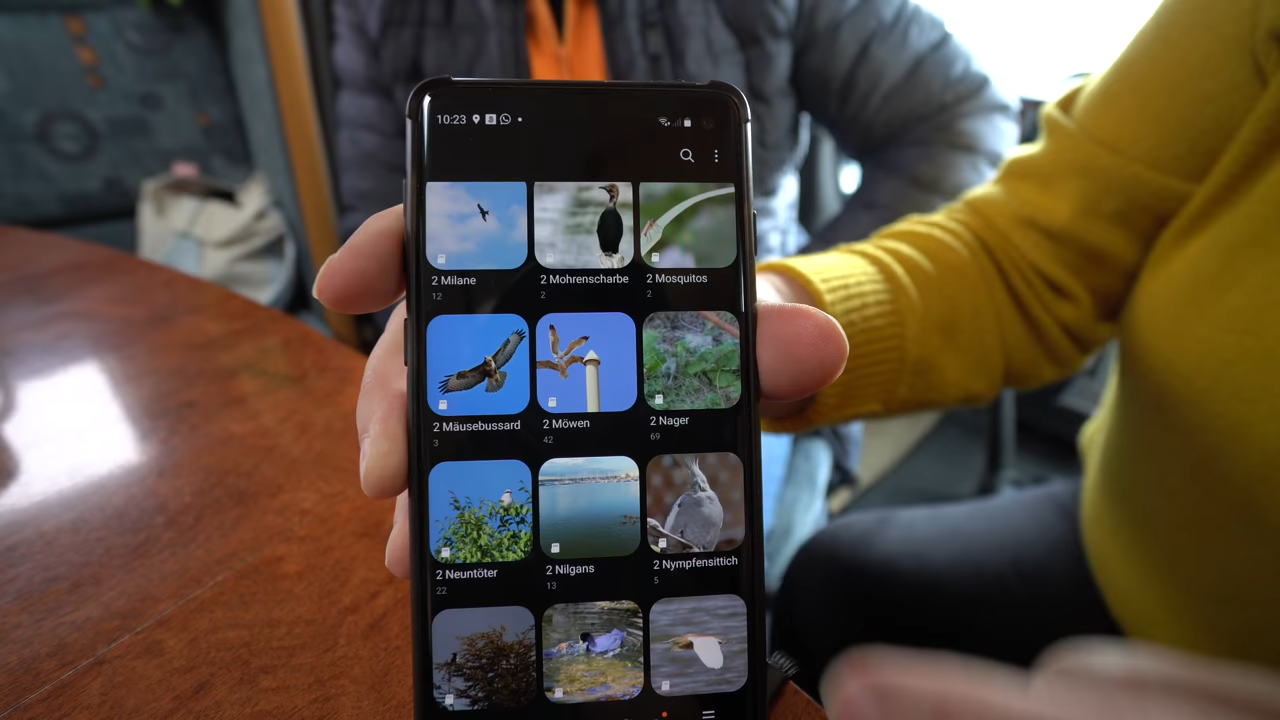 10:23
2 Milane
2 Mohrenscharbe
2 Mosquitos
12
2
2
2 Mäusebussard
2 Möwen
2 Nager
3
42
69
2 Neuntöter
2 Nilgans
2 Nympfensittich
22
13
5